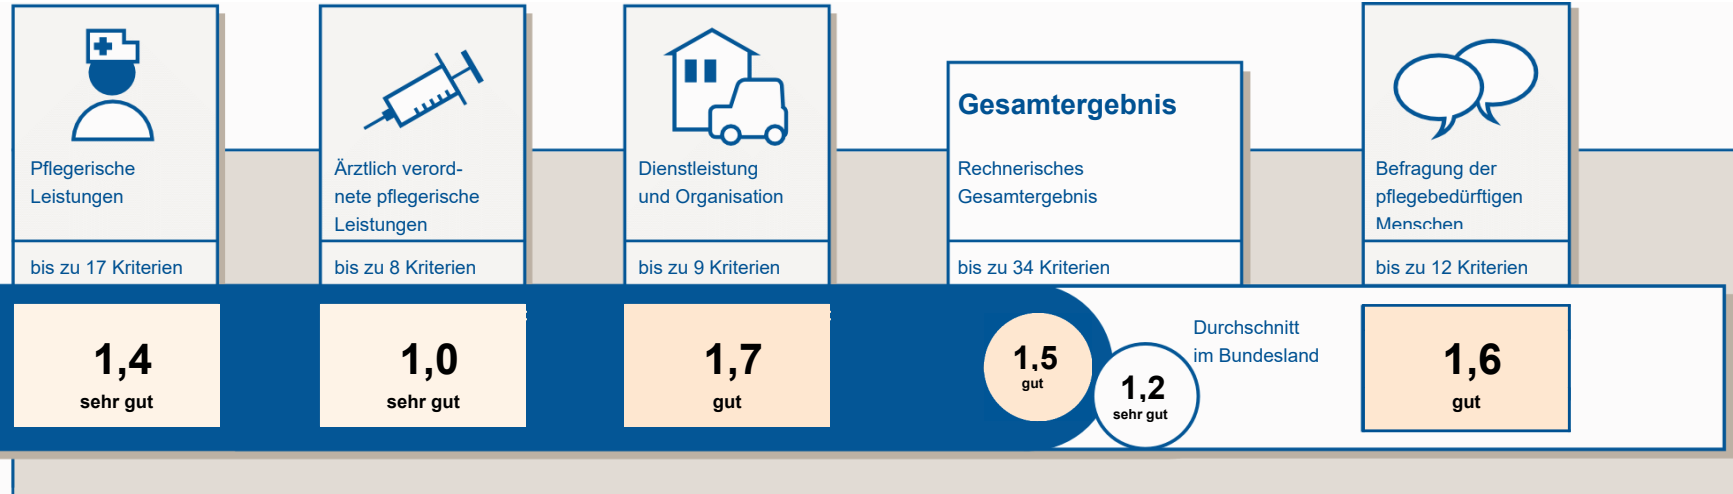 Pflegerische
Leistungen
bis zu 17 Kriterien
1,4
sehr gut
Ärztlich verord-
nete pflegerische
Leistungen
bis zu 8 Kriterien
1,0
sehr gut
Dienstleistung
und Organisation
bis zu 9 Kriterien
1,7
gut
Gesamtergebnis
Rechnerisches
Gesamtergebnis
bis zu 34 Kriterien
1,5
gut
1,2
sehr gut
Durchschnitt
im Bundesland
Befragung der
pflegebedürftigen
Menschen
bis zu 12 Kriterien
1,6
gut